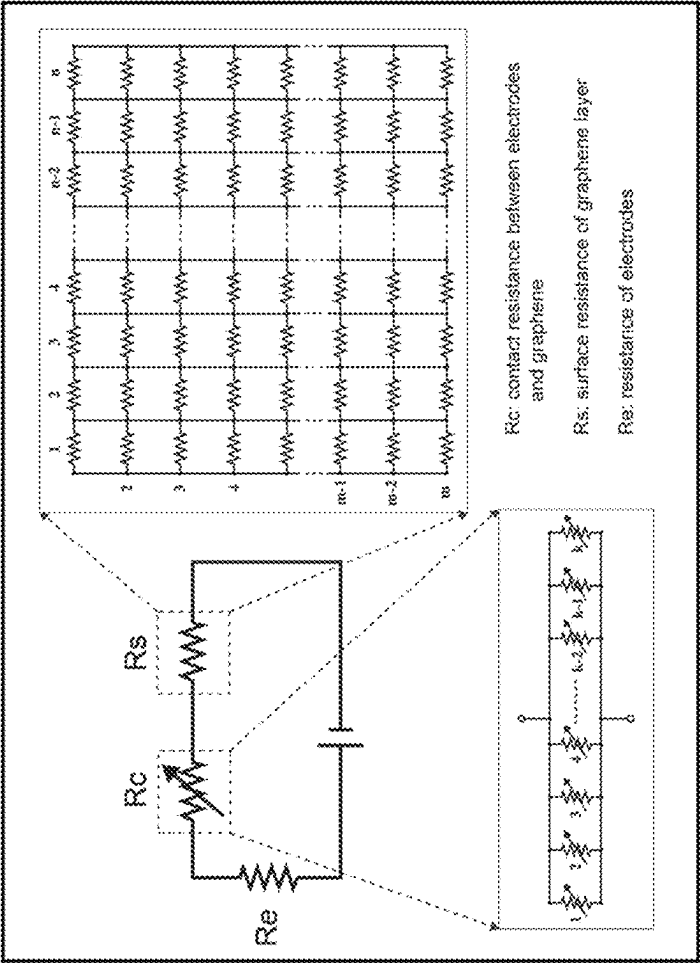 Re
Rc
Rs
1 2 3 4 n-2 n-3 n
2
3
4
m-1
m-2
m
1 2 3 4 k-2 k-1 k
Rc: contact resistance between electrodes
and graphene
Rs: surface resistance of graphene layer
Re: resistance of electrodes